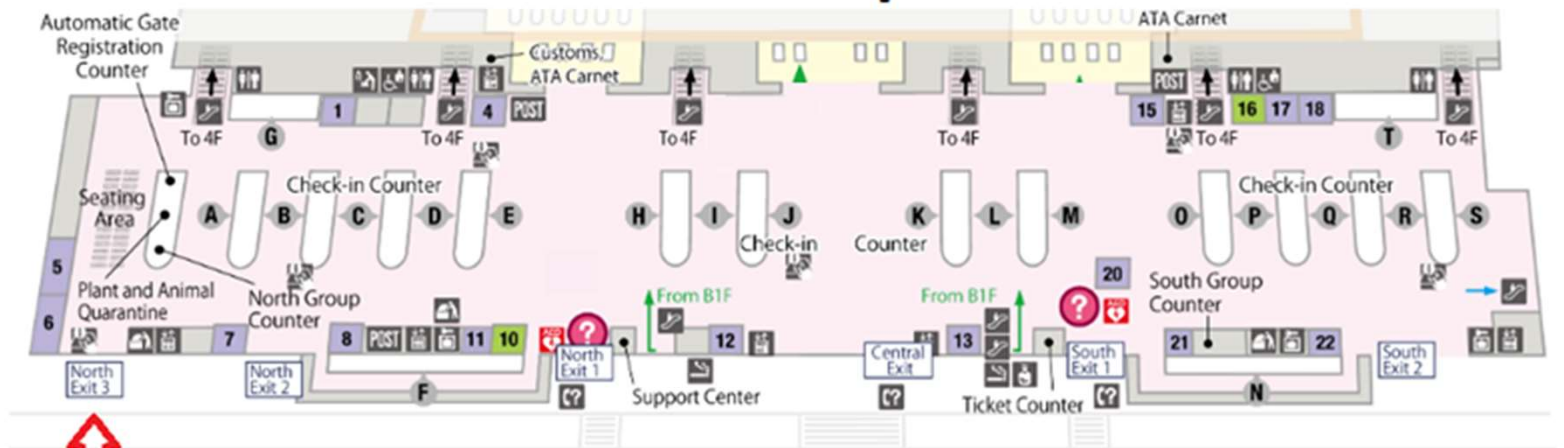 Automatic Gate
Registration
Counter
Customs,
ATA Carnet
ATA Carnet
POST
1
4
POST
15
16
17
18
To 4F
To 4F
To 4F
To 4F
To 4F
To 4F
G
T
Check-in Counter
Check-in Counter
Seating
Area
A
B
C
D
E
H
I
J
K
L
M
O
P
Q
R
S
Check-in
Counter
5
6
Plant and Animal
Quarantine
North Group
Counter
From B1F
From B1F
20
AED
South Group
Counter
7
8
POST
11
10
AED
?
?
12
13
21
22
North
Exit 3
North
Exit 2
North
Exit 1
Central
Exit
South
Exit 1
South
Exit 2
F
N
Support Center
Ticket Counter
?
?
?